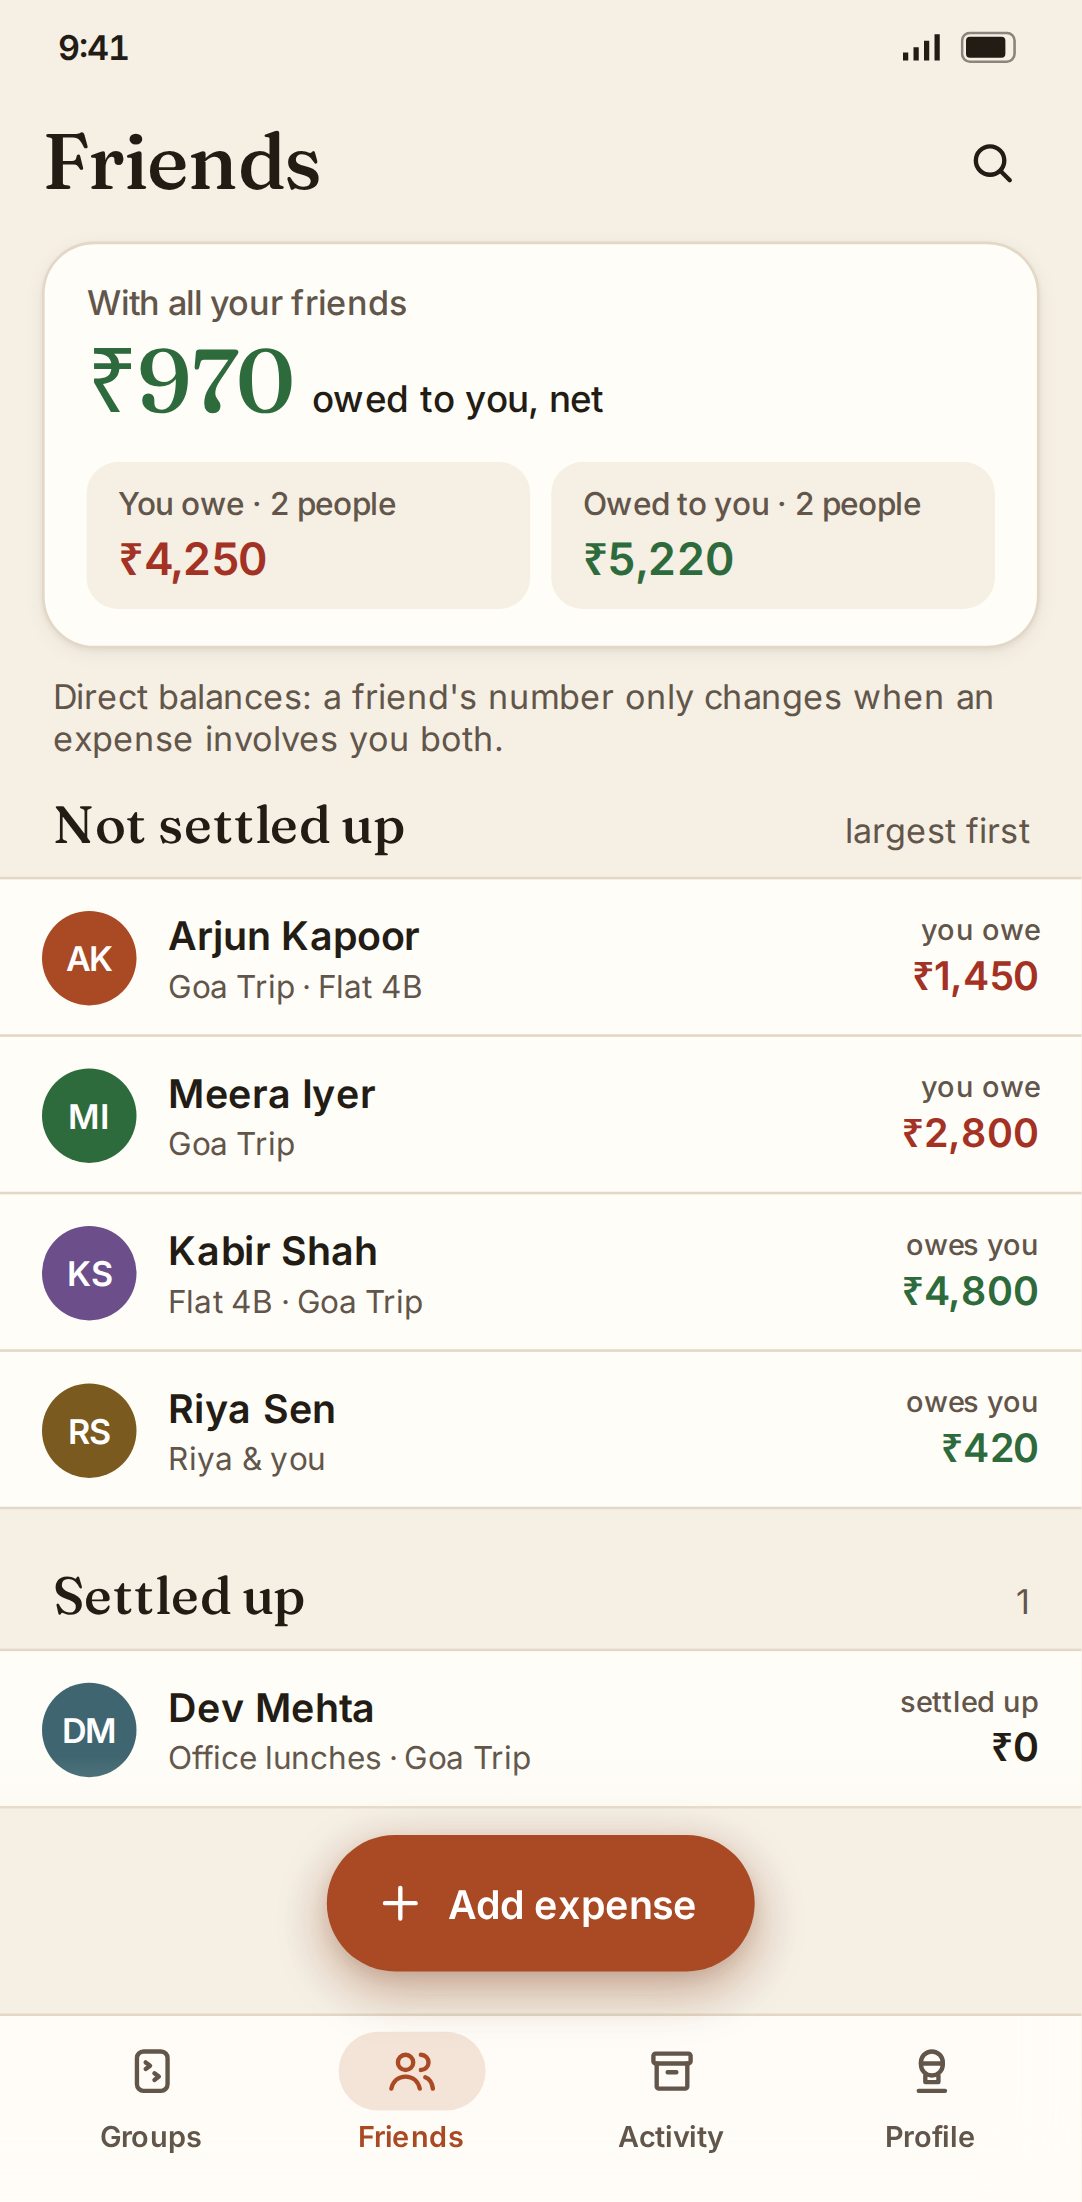 9:41
Friends
With all your friends
₹970 owed to you, net
You owe · 2 people
₹4,250
Owed to you · 2 people
₹5,220
Direct balances: a friend's number only changes when an
expense involves you both.
Not settled up
largest first
AK
Arjun Kapoor
Goa Trip · Flat 4B
you owe
₹1,450
MI
Meera Iyer
Goa Trip
you owe
₹2,800
KS
Kabir Shah
Flat 4B · Goa Trip
owes you
₹4,800
RS
Riya Sen
Riya & you
owes you
₹420
Settled up
1
DM
Dev Mehta
Office lunches · Goa Trip
settled up
₹0
Add expense
Groups
Friends
Activity
Profile